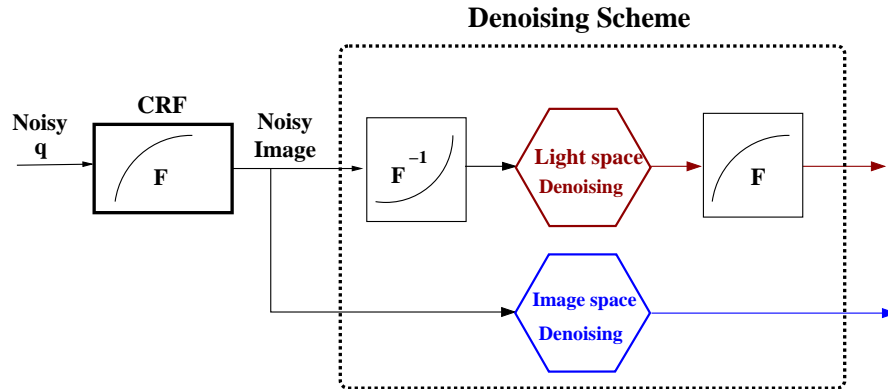 Denoising Scheme
CRF
Noisy
q
F
Noisy
Image
F⁻¹
Light space
Denoising
F
Image space
Denoising